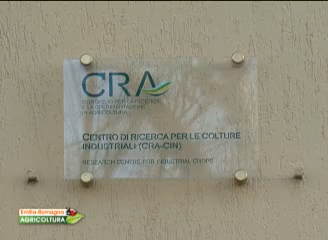 CRA
CONSIGLIO PER LA RICERCA
E LA SPERIMENTAZIONE
IN AGRICOLTURA
CENTRO DI RICERCA PER LE COLTURE
INDUSTRIALI (CRA-CIN)
RESEARCH CENTRE FOR INDUSTRIAL CROPS
Emilia-Romagna
AGRICOLTURA